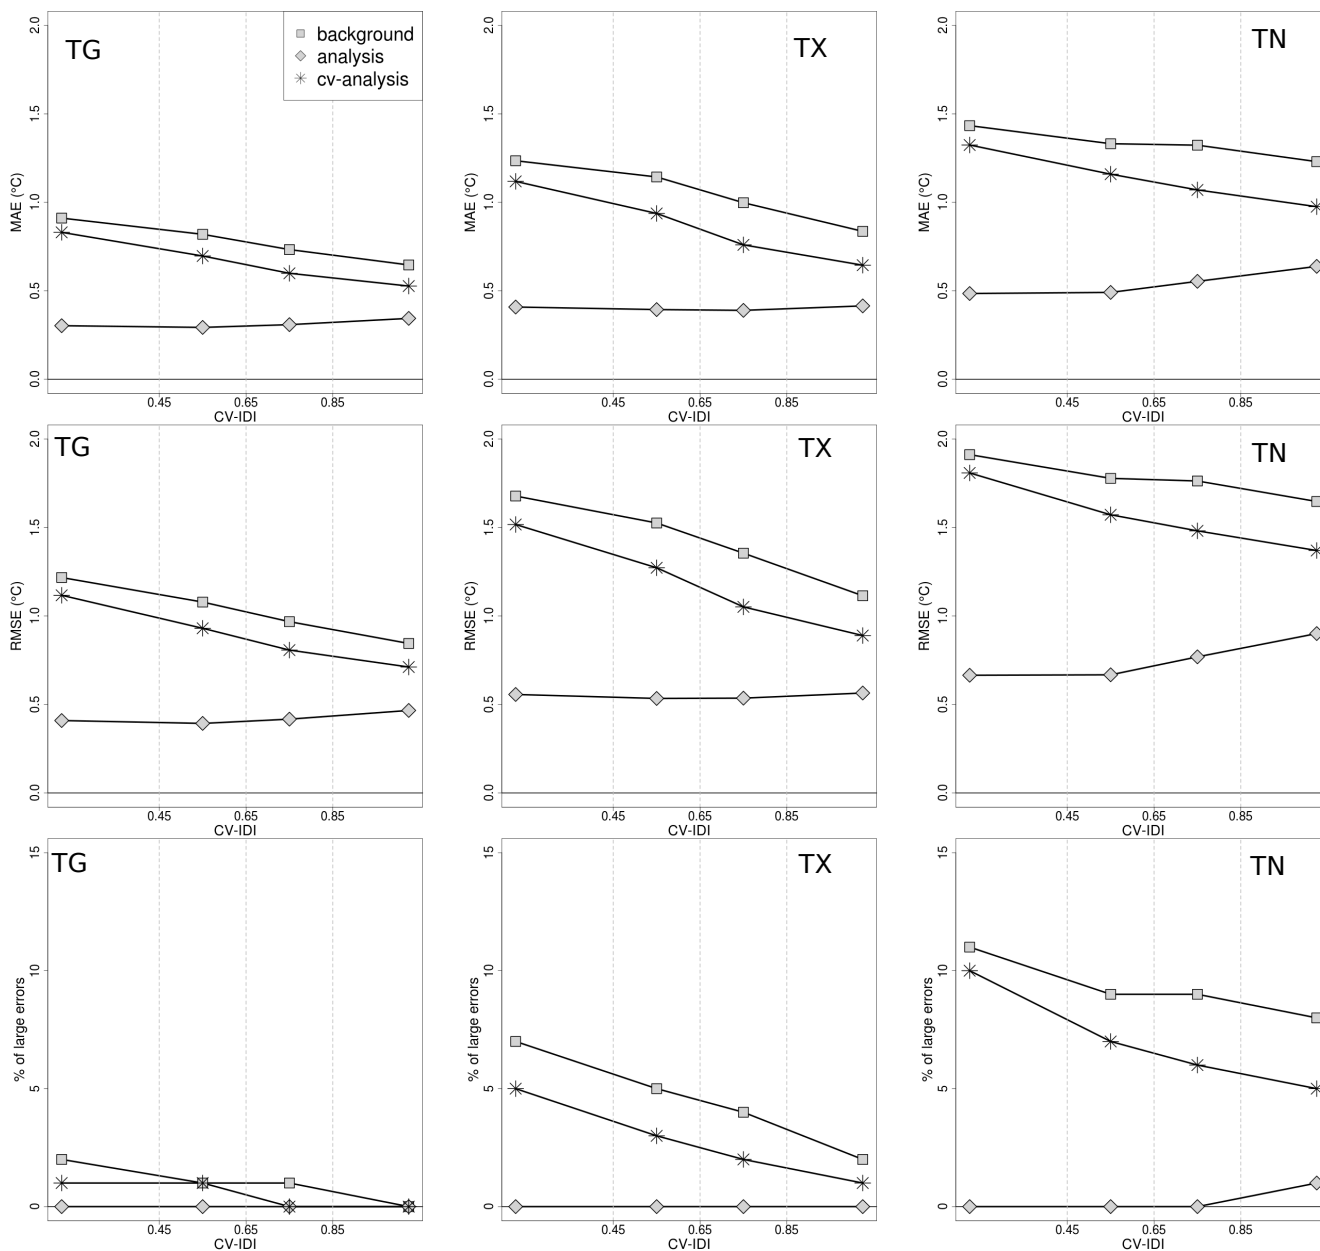 TG
background
analysis
cv-analysis
MAE (°C)
0.0 0.5 1.0 1.5 2.0
0.45 0.65 0.85
CV-IDI
TX
MAE (°C)
0.0 0.5 1.0 1.5 2.0
0.45 0.65 0.85
CV-IDI
TN
MAE (°C)
0.0 0.5 1.0 1.5 2.0
0.45 0.65 0.85
CV-IDI
TG
RMSE (°C)
0.0 0.5 1.0 1.5 2.0
0.45 0.65 0.85
CV-IDI
TX
RMSE (°C)
0.0 0.5 1.0 1.5 2.0
0.45 0.65 0.85
CV-IDI
TN
RMSE (°C)
0.0 0.5 1.0 1.5 2.0
0.45 0.65 0.85
CV-IDI
TG
% of large errors
0 5 10 15
0.45 0.65 0.85
CV-IDI
TX
% of large errors
0 5 10 15
0.45 0.65 0.85
CV-IDI
TN
% of large errors
0 5 10 15
0.45 0.65 0.85
CV-IDI